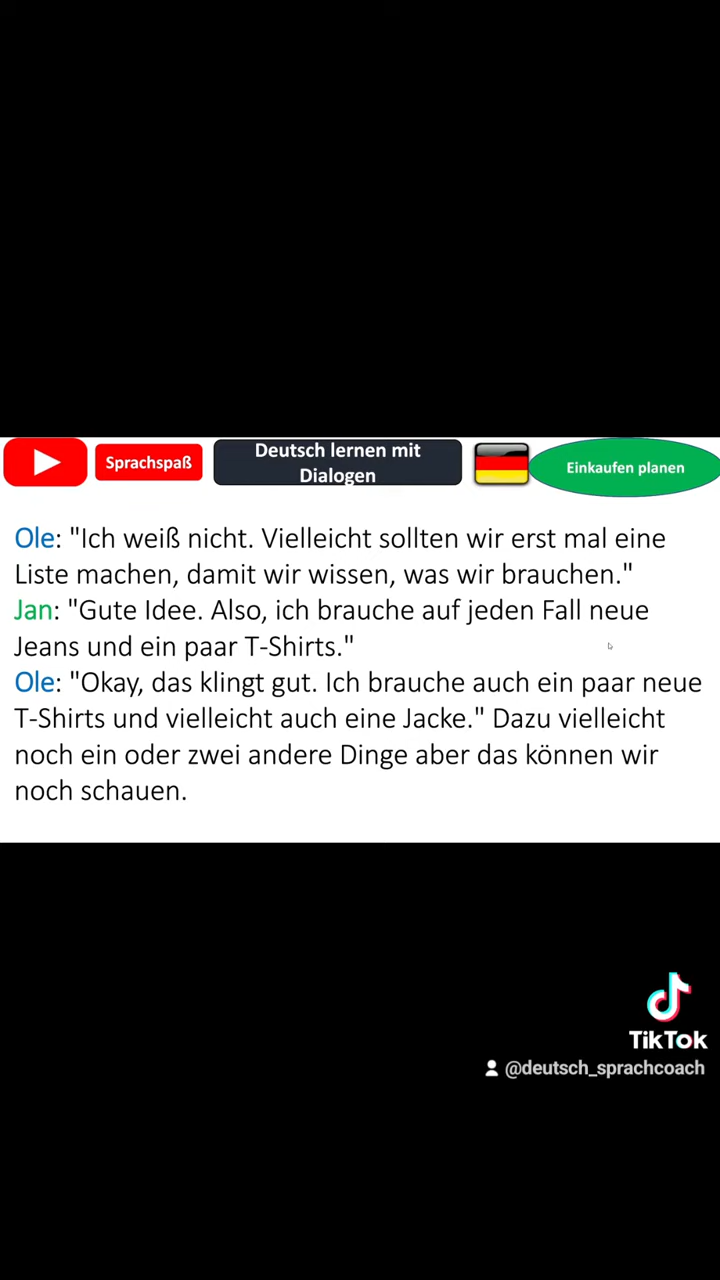 Sprachspaß
Deutsch lernen mit
Dialogen
Einkaufen planen
Ole: "Ich weiß nicht. Vielleicht sollten wir erst mal eine
Liste machen, damit wir wissen, was wir brauchen."
Jan: "Gute Idee. Also, ich brauche auf jeden Fall neue
Jeans und ein paar T-Shirts."
Ole: "Okay, das klingt gut. Ich brauche auch ein paar neue
T-Shirts und vielleicht auch eine Jacke." Dazu vielleicht
noch ein oder zwei andere Dinge aber das können wir
noch schauen.
TikTok
@deutsch_sprachcoach